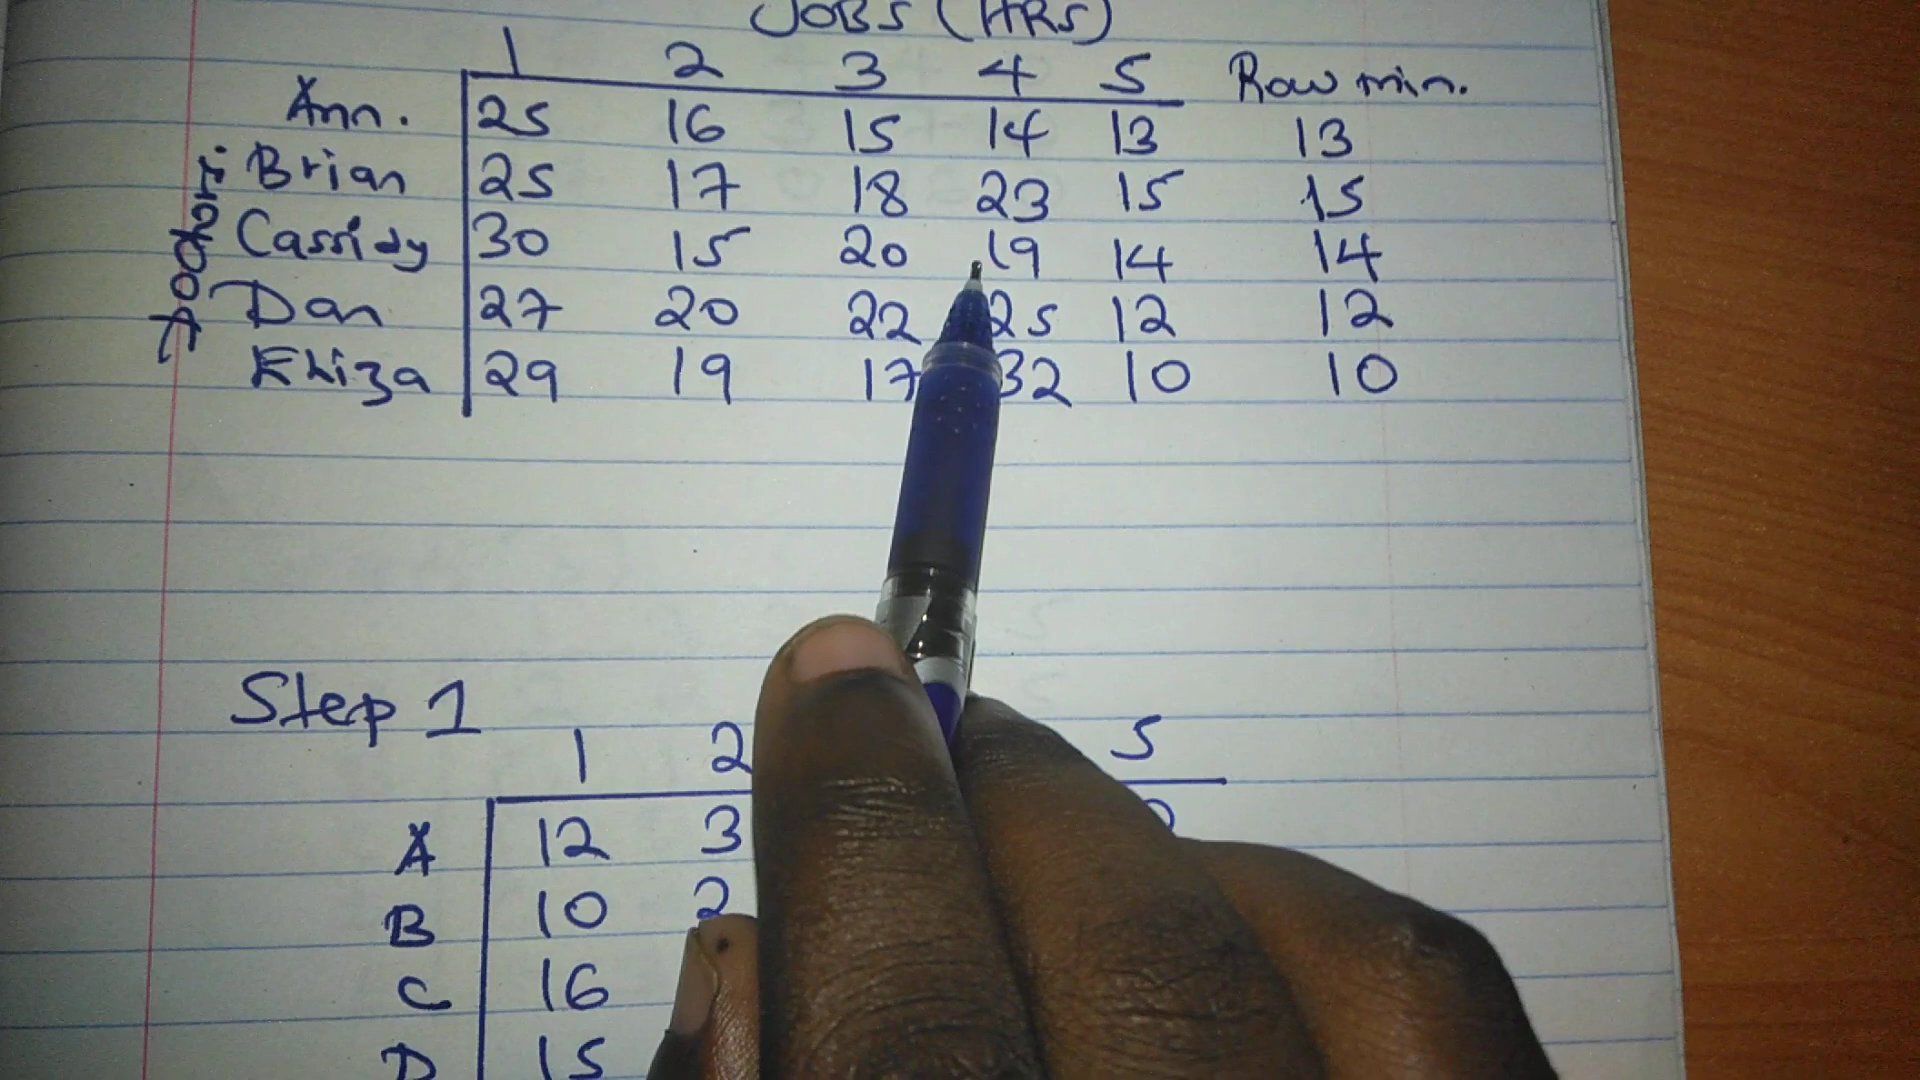 JOBS (HRS)
1 2 3 4 5 Row min.
Ann. 25 16 15 14 13 13
Brian 25 17 18 23 15 15
Cassidy 30 15 20 19 14 14
Dan 27 20 22 25 12 12
Eliza 29 19 17 32 10 10
Step 1
1 2 5
A 12 3
B 10 2
C 16
D 15